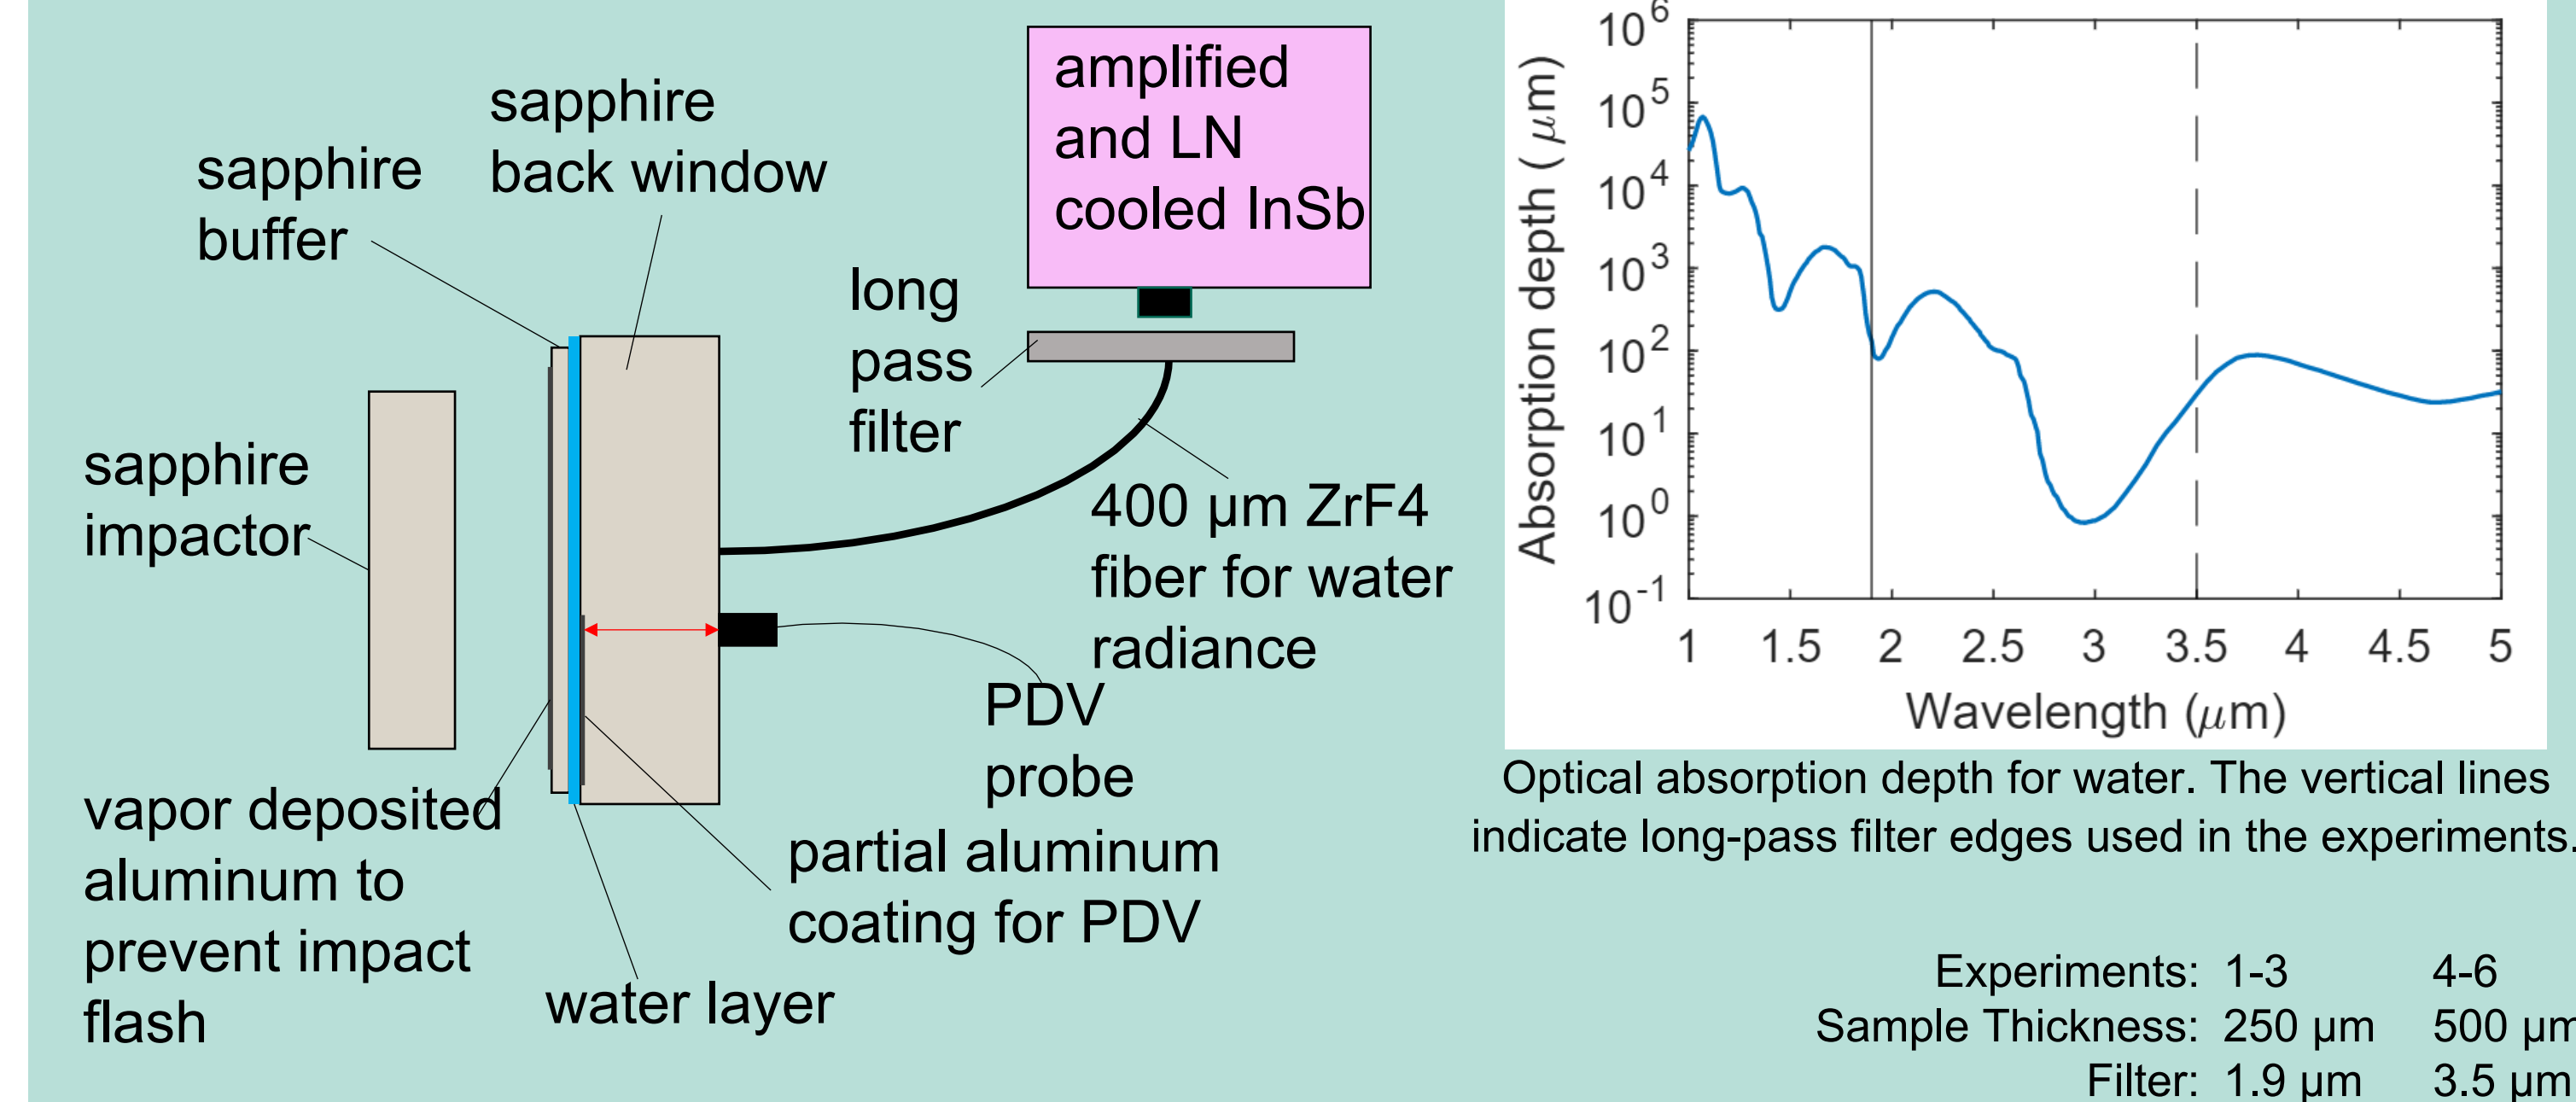 sapphire
buffer
sapphire
back window
amplified
and LN
cooled InSb
long
pass
filter
sapphire
impactor
400 µm ZrF4
fiber for water
radiance
PDV
probe
vapor deposited
aluminum to
prevent impact
flash
partial aluminum
coating for PDV
water layer
Absorption depth (µm)
10^6
10^5
10^4
10^3
10^2
10^1
10^0
10^-1
1 1.5 2 2.5 3 3.5 4 4.5 5
Wavelength (µm)
Optical absorption depth for water. The vertical lines
indicate long-pass filter edges used in the experiments.
Experiments: 1-3 4-6
Sample Thickness: 250 µm 500 µm
Filter: 1.9 µm 3.5 µm